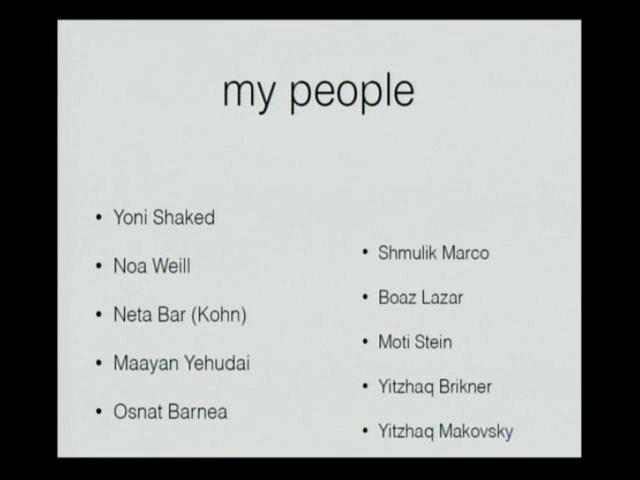 my people
• Yoni Shaked
• Noa Weill
• Neta Bar (Kohn)
• Maayan Yehudai
• Osnat Barnea
• Shmulik Marco
• Boaz Lazar
• Moti Stein
• Yitzhaq Brikner
• Yitzhaq Makovsky